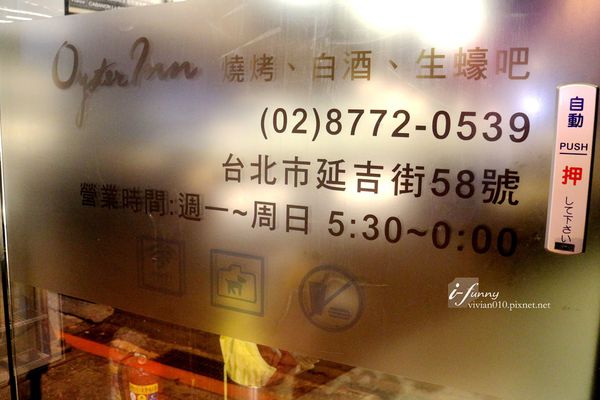 Oyster Inn 燒烤、白酒、生蠔吧
(02)8772-0539
台北市延吉街58號
營業時間:週一~周日 5:30~0:00
自動
PUSH
押
して下さい
i-funny
vivian010.pixnet.net